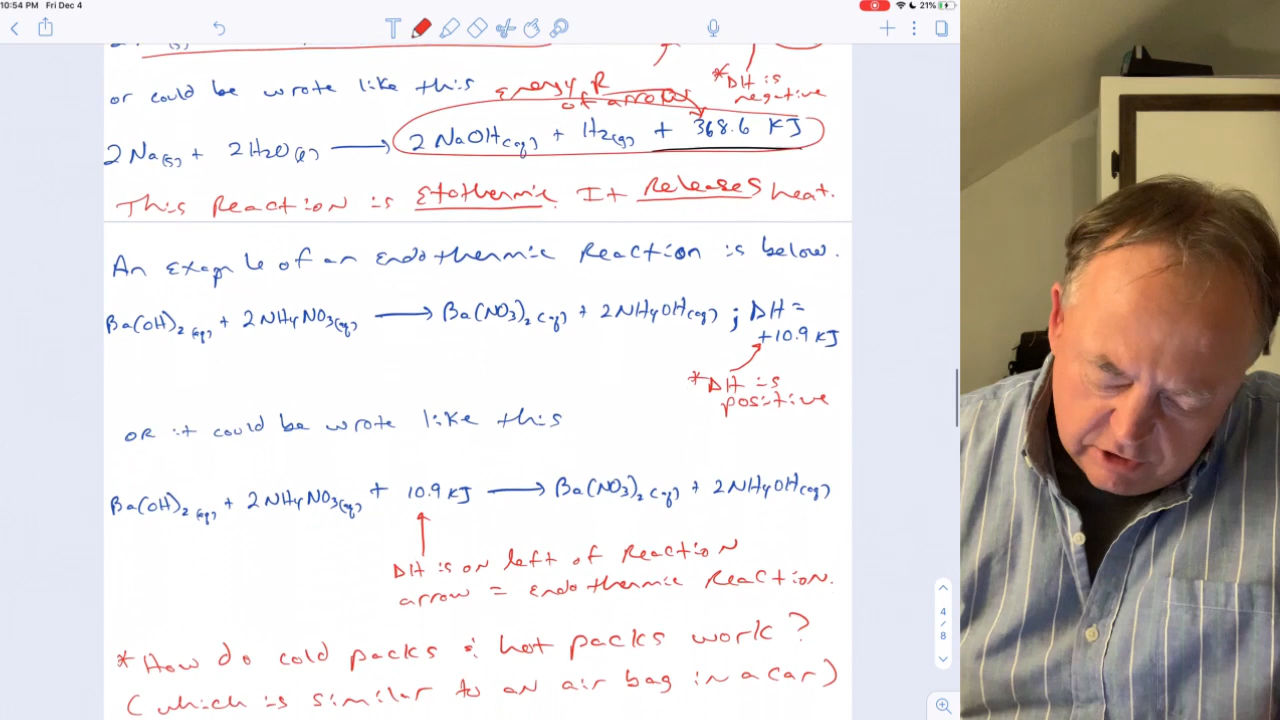 10:54 PM Fri Dec 4
21%
or could be wrote like this
energy R of arrow
*DH is negative
2Na(s) + 2H2O(l) ⟶ 2NaOH(aq) + H2(g) + 368.6 KJ
This Reaction is Exothermic. It Releases heat.
An Example of an Endothermic Reaction is below.
Ba(OH)2(aq) + 2NH4NO3(aq) ⟶ Ba(NO3)2(aq) + 2NH4OH(aq) ; DH =
+10.9 KJ
*DH is
positive
OR it could be wrote like this
Ba(OH)2(aq) + 2NH4NO3(aq) + 10.9 KJ ⟶ Ba(NO3)2(aq) + 2NH4OH(aq)
DH is on left of Reaction
arrow = endothermic Reaction.
*How do cold packs & hot packs work?
(which is similar to an air bag in a car)
4
/
8